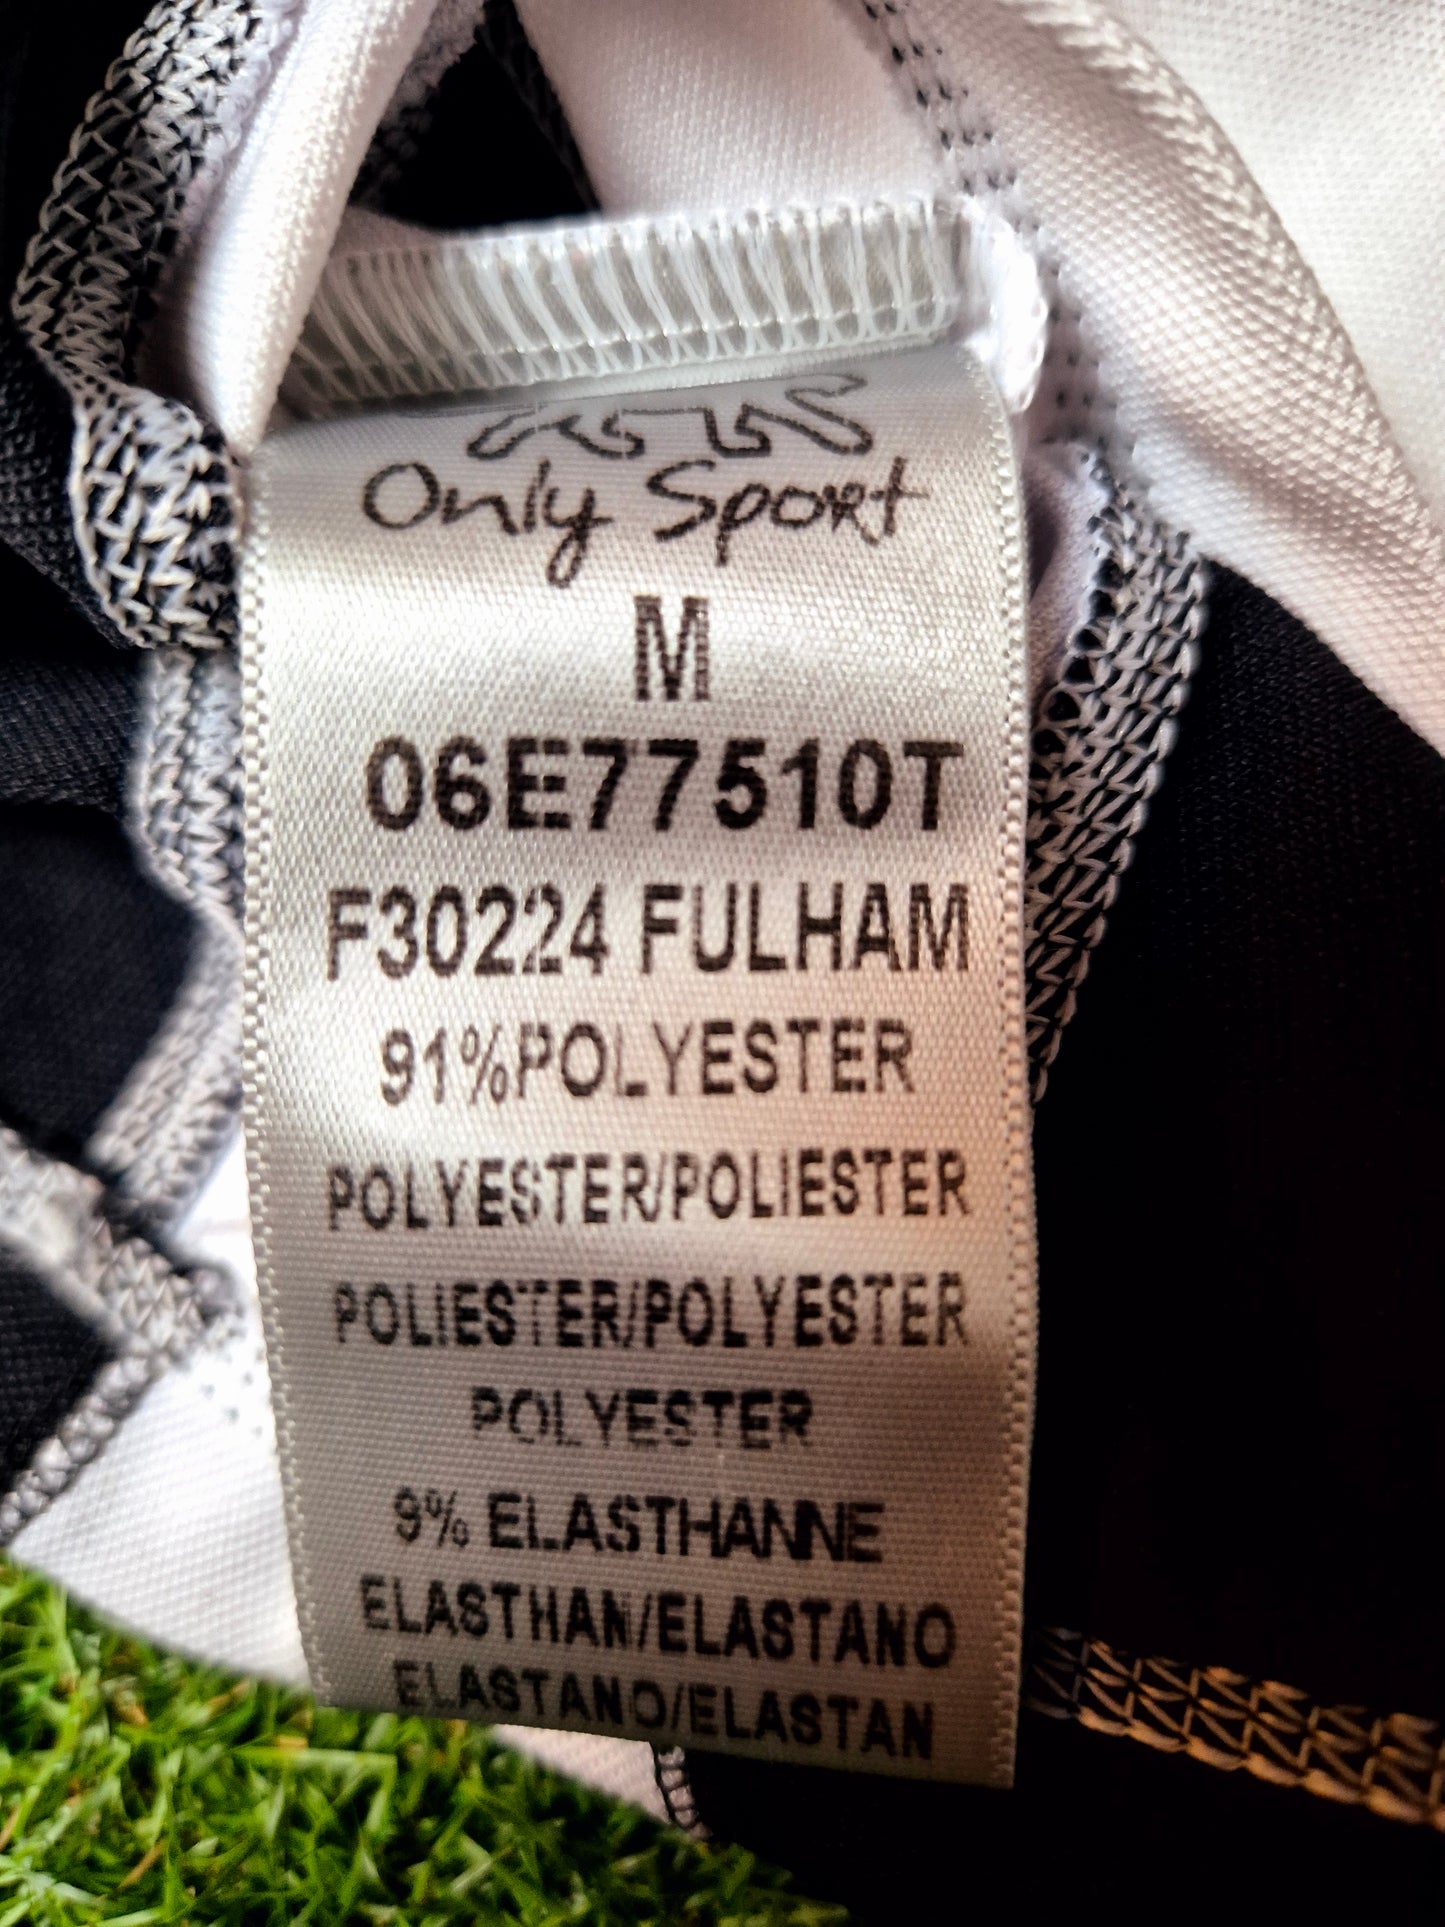 Only Sport
M
06E77510T
F30224 FULHAM
91%POLYESTER
POLYESTER/POLIESTER
POLIESTER/POLYESTER
POLYESTER
9% ELASTHANNE
ELASTHAN/ELASTANO
ELASTANO/ELASTAN